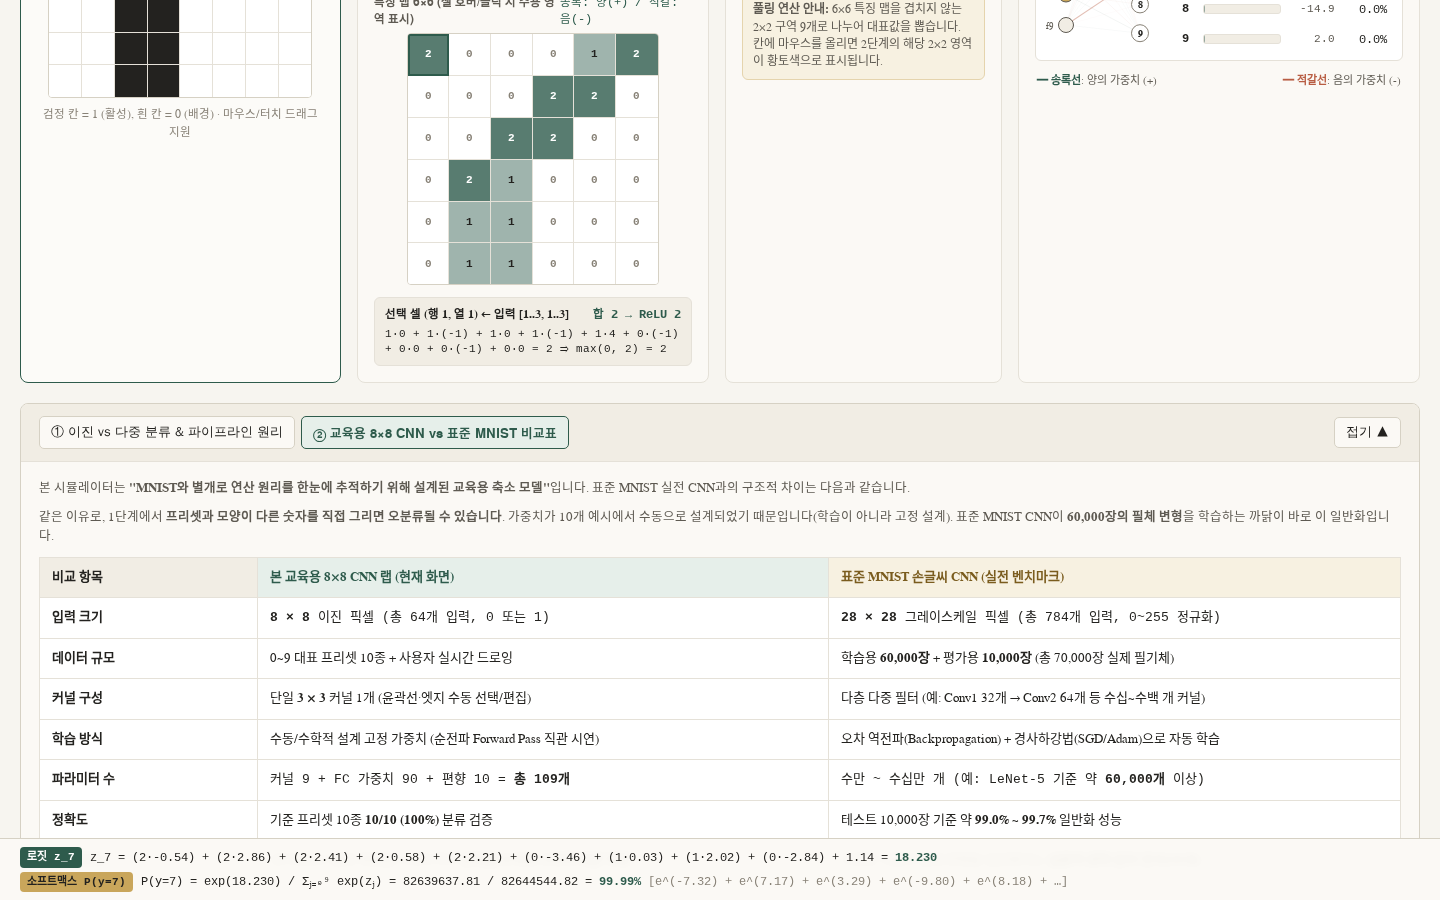 특징 맵 6×6 (셀 호버/클릭 시 수용 영
역 표시)
송록: 양(+) / 적갈:
음(-)
풀링 연산 안내: 6×6 특징 맵을 겹치지 않는
2×2 구역 9개로 나누어 대표값을 뽑습니다.
칸에 마우스를 올리면 2단계의 해당 2×2 영역
이 황토색으로 표시됩니다.
f9
8
9
8 -14.9 0.0%
9 2.0 0.0%
송록선: 양의 가중치 (+)
적갈선: 음의 가중치 (-)
검정 칸 = 1 (활성), 흰 칸 = 0 (배경) · 마우스/터치 드래그
지원
2 0 0 0 1 2
0 0 0 2 2 0
0 0 2 2 0 0
0 2 1 0 0 0
0 1 1 0 0 0
0 1 1 0 0 0
선택 셀 (행 1, 열 1) ← 입력 [1..3, 1..3] 합 2 → ReLU 2
1·0 + 1·(-1) + 1·0 + 1·(-1) + 1·4 + 0·(-1)
+ 0·0 + 0·(-1) + 0·0 = 2 ⇒ max(0, 2) = 2
① 이진 vs 다중 분류 & 파이프라인 원리
② 교육용 8×8 CNN vs 표준 MNIST 비교표
접기 ▲
본 시뮬레이터는 "MNIST와 별개로 연산 원리를 한눈에 추적하기 위해 설계된 교육용 축소 모델"입니다. 표준 MNIST 실전 CNN과의 구조적 차이는 다음과 같습니다.
같은 이유로, 1단계에서 프리셋과 모양이 다른 숫자를 직접 그리면 오분류될 수 있습니다. 가중치가 10개 예시에서 수동으로 설계되었기 때문입니다(학습이 아니라 고정 설계). 표준 MNIST CNN이 60,000장의 필체 변형을 학습하는 까닭이 바로 이 일반화입니
다.
비교 항목 본 교육용 8×8 CNN 랩 (현재 화면) 표준 MNIST 손글씨 CNN (실전 벤치마크)
입력 크기 8 × 8 이진 픽셀 (총 64개 입력, 0 또는 1) 28 × 28 그레이스케일 픽셀 (총 784개 입력, 0~255 정규화)
데이터 규모 0~9 대표 프리셋 10종 + 사용자 실시간 드로잉 학습용 60,000장 + 평가용 10,000장 (총 70,000장 실제 필기체)
커널 구성 단일 3 × 3 커널 1개 (윤곽선·엣지 수동 선택/편집) 다층 다중 필터 (예: Conv1 32개 → Conv2 64개 등 수십~수백 개 커널)
학습 방식 수동/수학적 설계 고정 가중치 (순전파 Forward Pass 직관 시연) 오차 역전파(Backpropagation) + 경사하강법(SGD/Adam)으로 자동 학습
파라미터 수 커널 9 + FC 가중치 90 + 편향 10 = 총 109개 수만 ~ 수십만 개 (예: LeNet-5 기준 약 60,000개 이상)
정확도 기준 프리셋 10종 10/10 (100%) 분류 검증 테스트 10,000장 기준 약 99.0% ~ 99.7% 일반화 성능
로짓 z_7 z_7 = (2·-0.54) + (2·2.86) + (2·2.41) + (2·0.58) + (2·2.21) + (0·-3.46) + (1·0.03) + (1·2.02) + (0·-2.84) + 1.14 = 18.230
소프트맥스 P(y=7) P(y=7) = exp(18.230) / Σⱼ₌₀⁹ exp(zⱼ) = 82639637.81 / 82644544.82 = 99.99% [e^(-7.32) + e^(7.17) + e^(3.29) + e^(-9.80) + e^(8.18) + …]